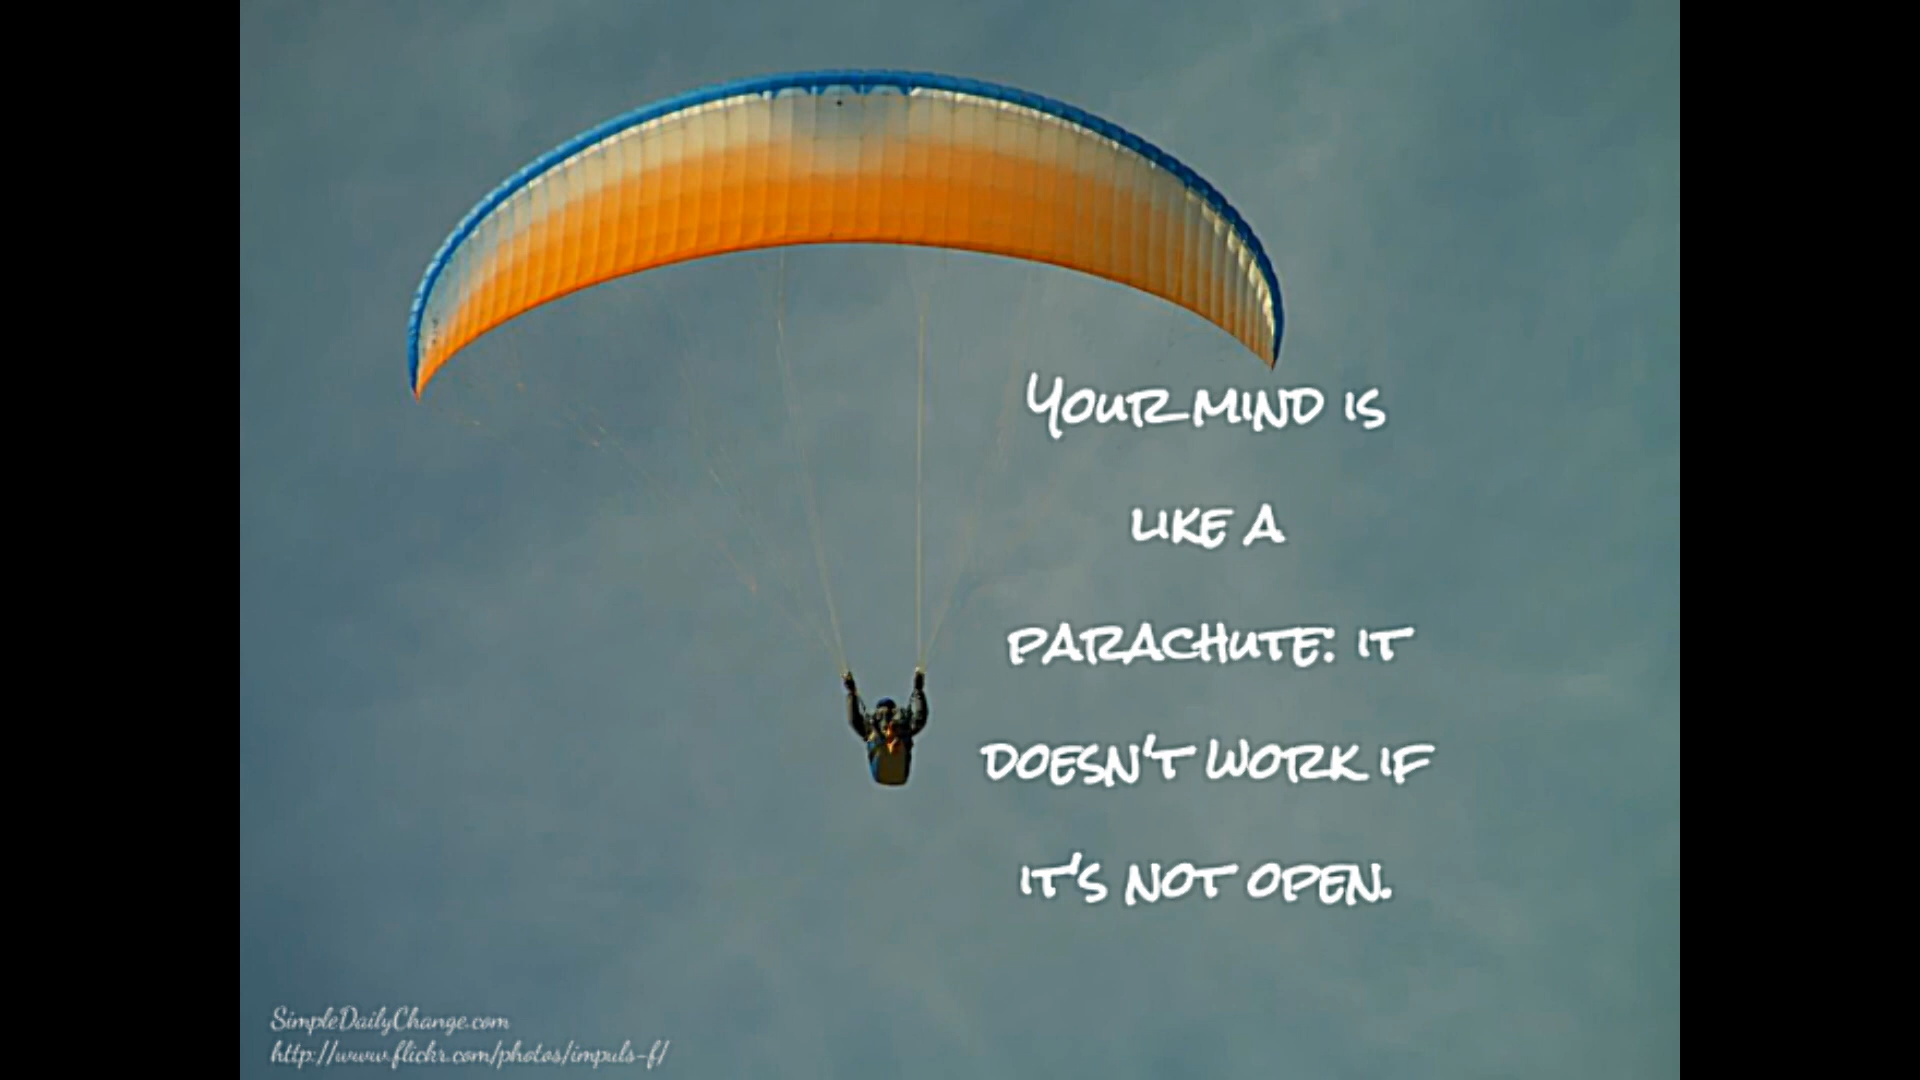 Your mind is
like a
parachute: it
doesn't work if
it's not open.
SimpleDailyChange.com
http://www.flickr.com/photos/impuls-f/